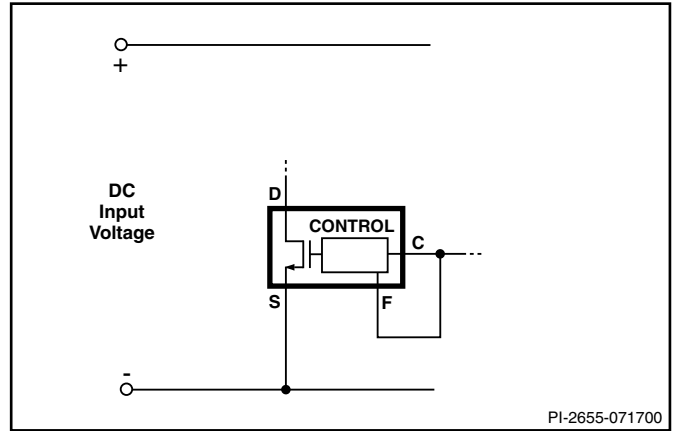 +
DC
Input
Voltage
D
CONTROL
C
S
F
-
PI-2655-071700